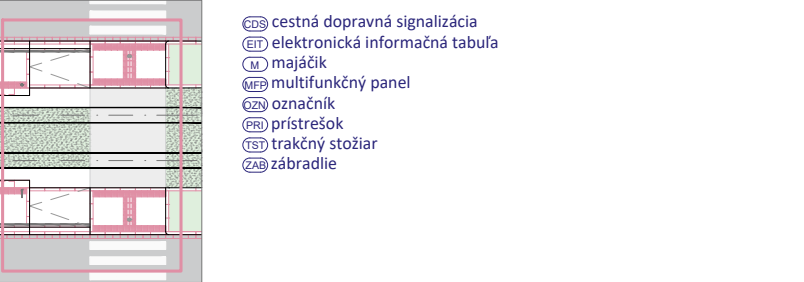 CDS cestná dopravná signalizácia
EIT elektronická informačná tabuľa
M majáčik
MFP multifunkčný panel
OZN označník
PRI prístrešok
TST trakčný stožiar
ZAB zábradlie